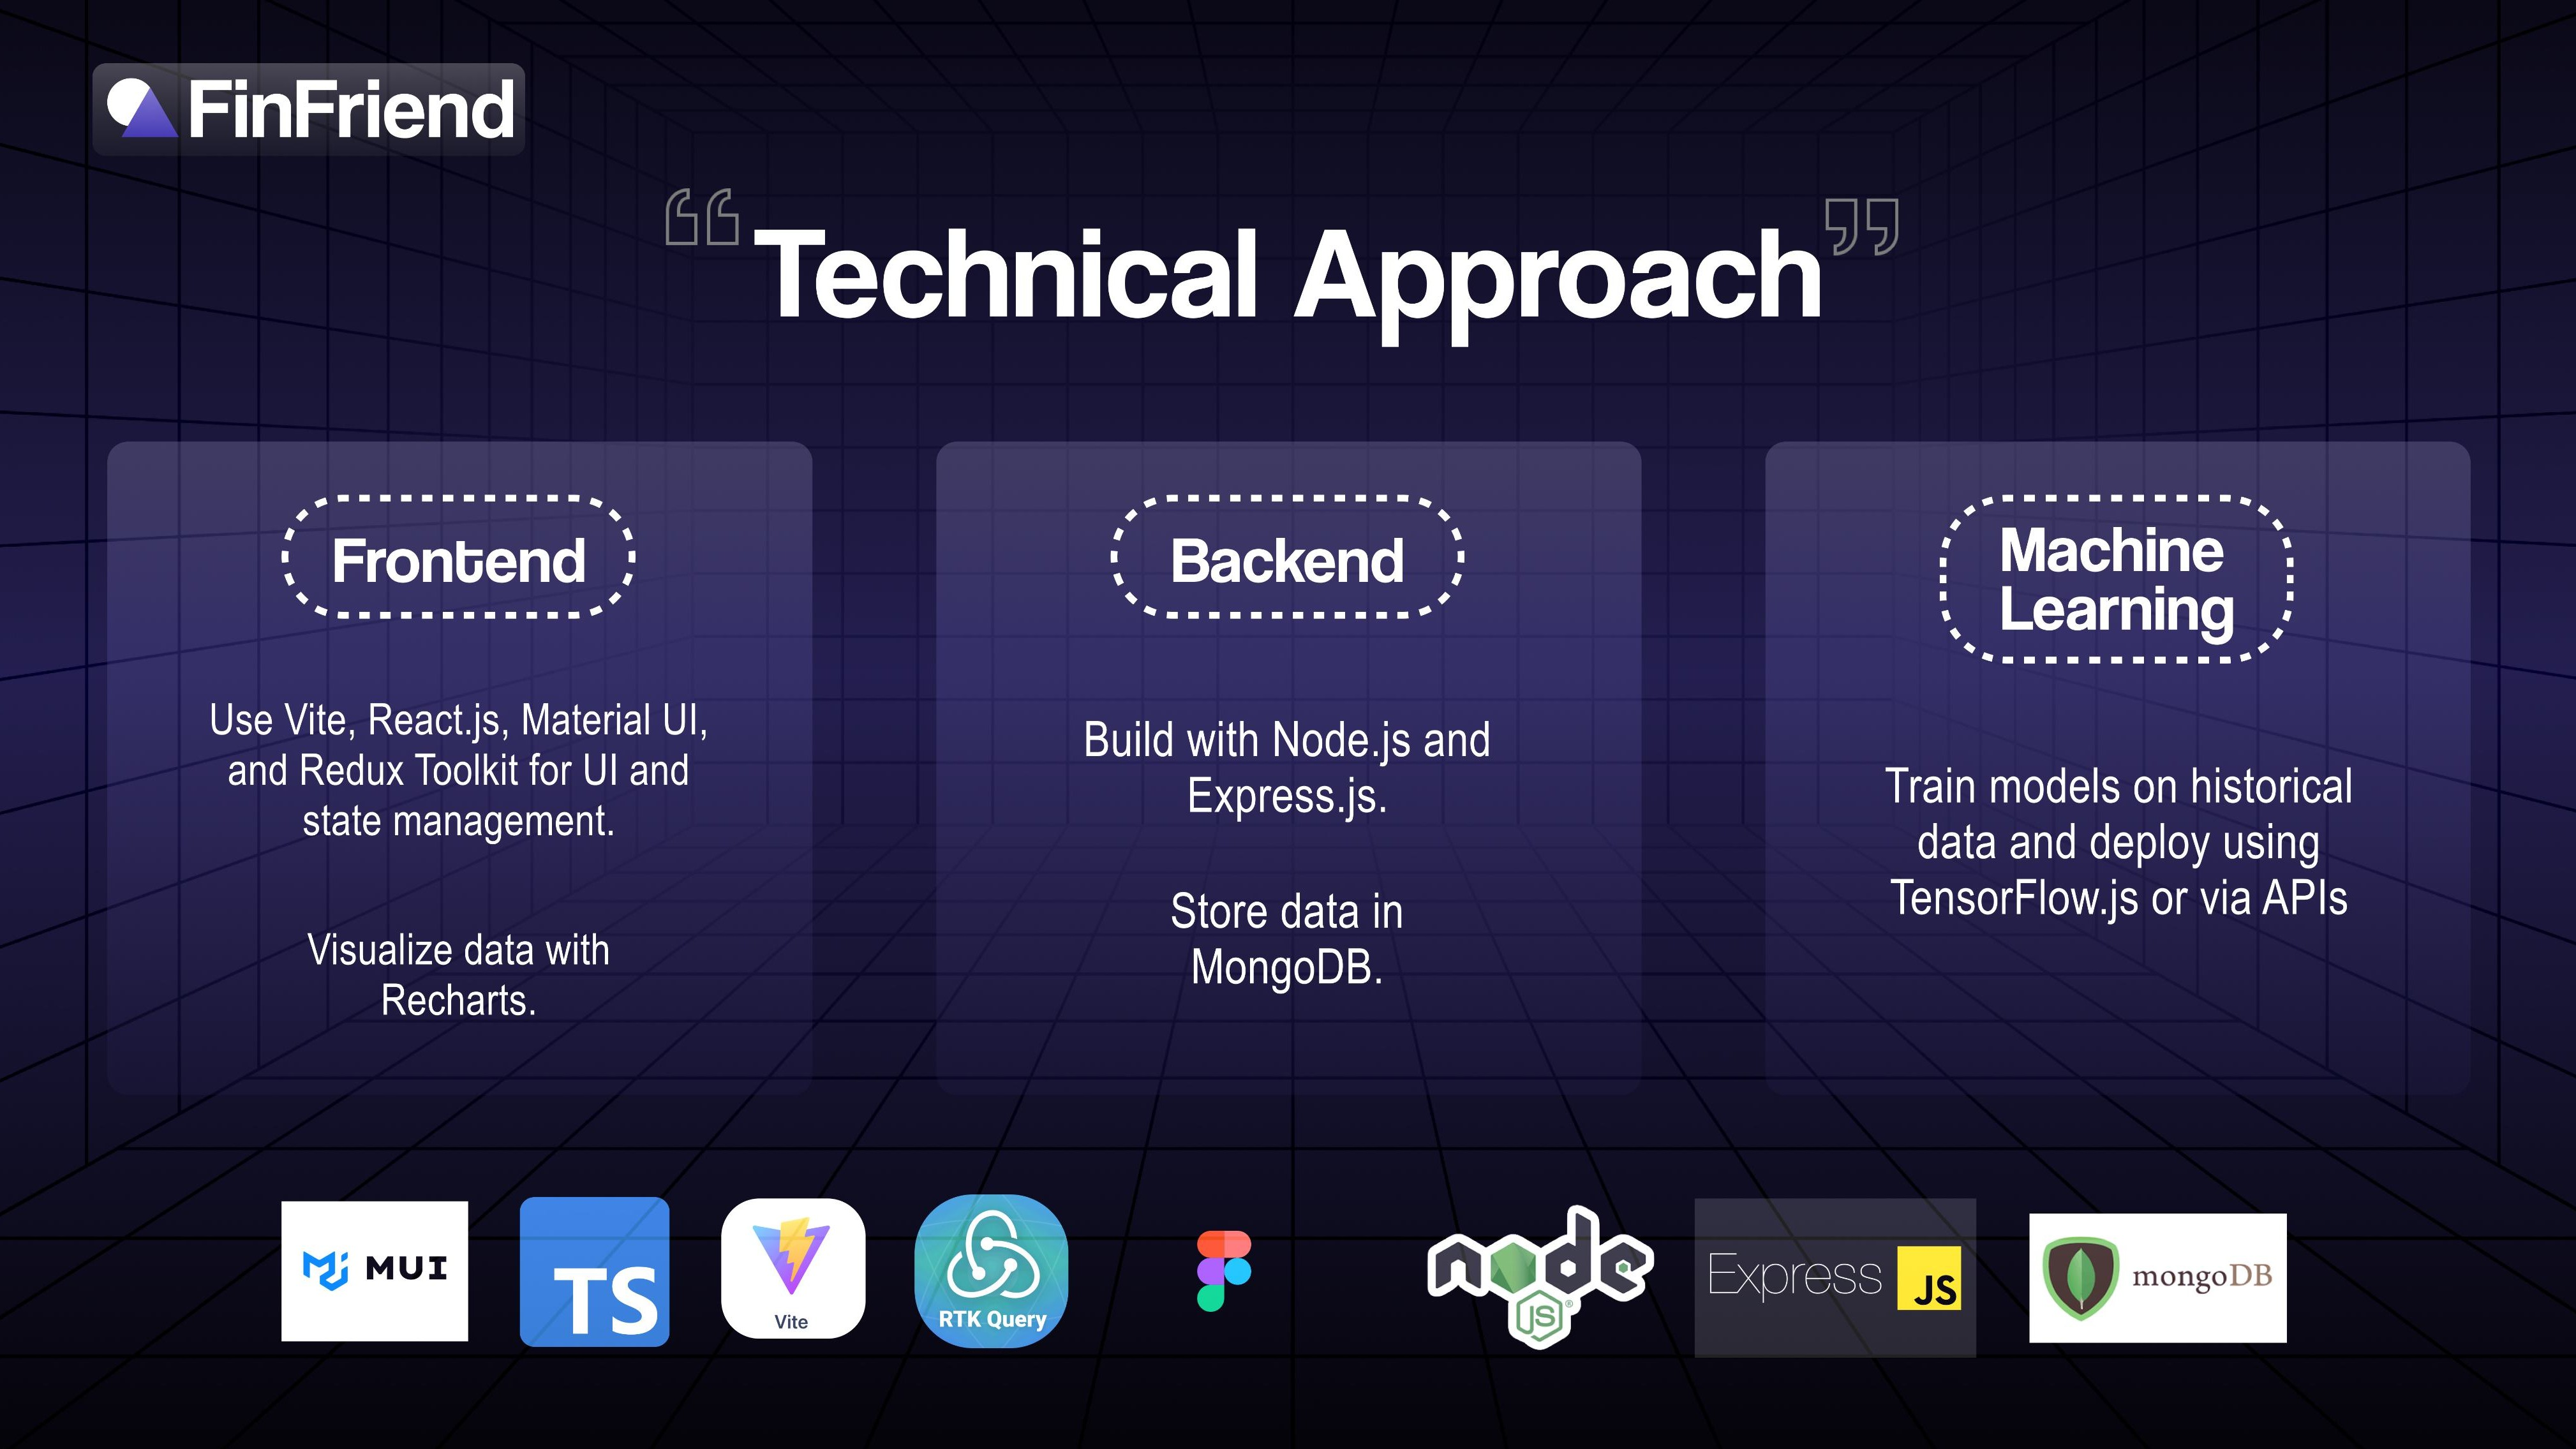 FinFriend
“Technical Approach”
Frontend
Use Vite, React.js, Material UI,
and Redux Toolkit for UI and
state management.
Visualize data with
Recharts.
Backend
Build with Node.js and
Express.js.
Store data in
MongoDB.
Machine
Learning
Train models on historical
data and deploy using
TensorFlow.js or via APIs
MUI
TS
Vite
RTK Query
node
JS®
Express
JS
mongoDB